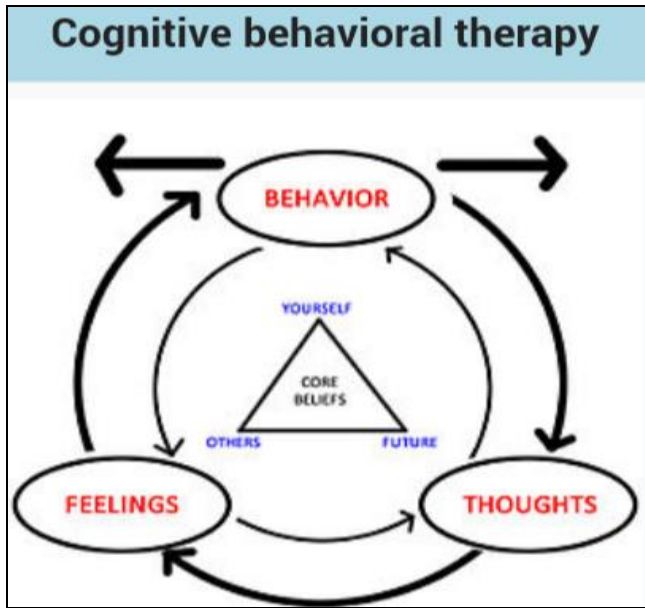 Cognitive behavioral therapy
BEHAVIOR
YOURSELF
CORE
BELIEFS
OTHERS
FUTURE
FEELINGS
THOUGHTS